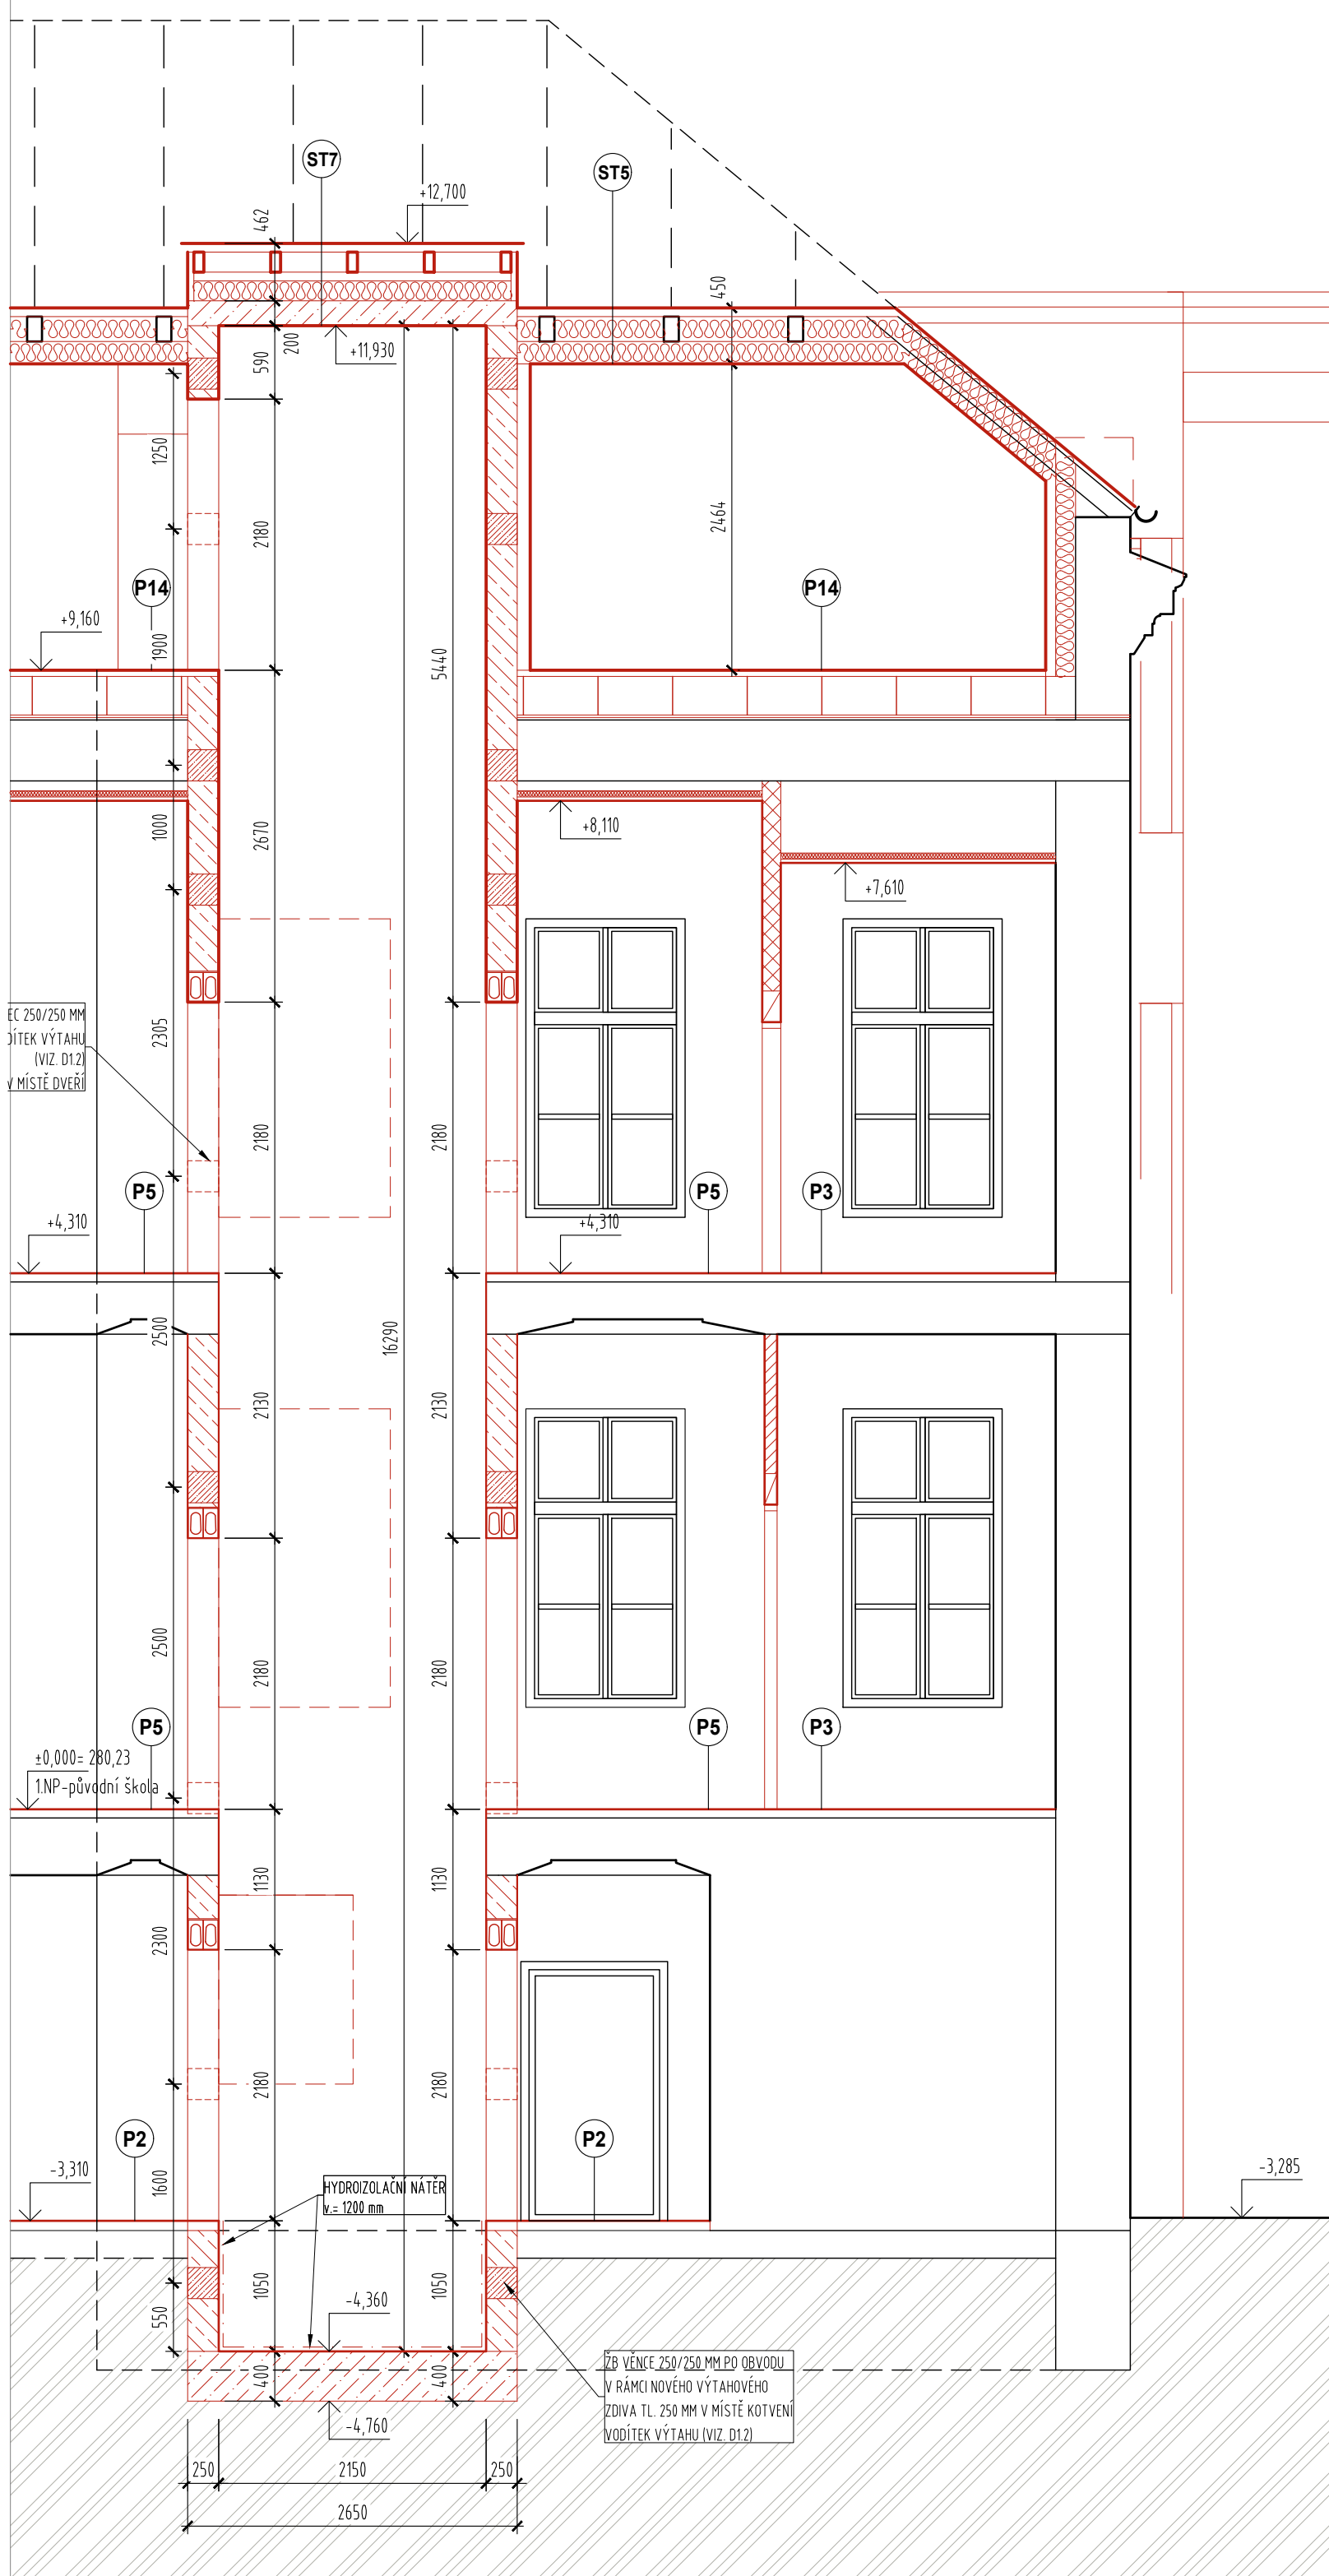 ST7
ST5
+12,700
462
450
200
590
+11,930
1250
2180
2464
P14
P14
+9,160
1900
5440
1000
2670
+8,110
+7,610
EC 250/250 MM
DÍTEK VÝTAHU
(VIZ. D1.2)
V MÍSTĚ DVEŘÍ
2305
2180
2180
P5
P5
P3
+4,310
+4,310
2500
16290
2130
2130
2500
2180
2180
P5
P5
P3
±0,000= 280,23
1.NP-původní škola
1130
1130
2300
2180
2180
P2
P2
-3,310
1600
HYDROIZOLAČNÍ NÁTĚR
v.= 1200 mm
-3,285
1050
1050
-4,360
550
400
400
ŽB VĚNCE 250/250 MM PO OBVODU
V RÁMCI NOVÉHO VÝTAHOVÉHO
ZDIVA TL. 250 MM V MÍSTĚ KOTVENÍ
VODÍTEK VÝTAHU (VIZ. D1.2)
-4,760
250
2150
250
2650